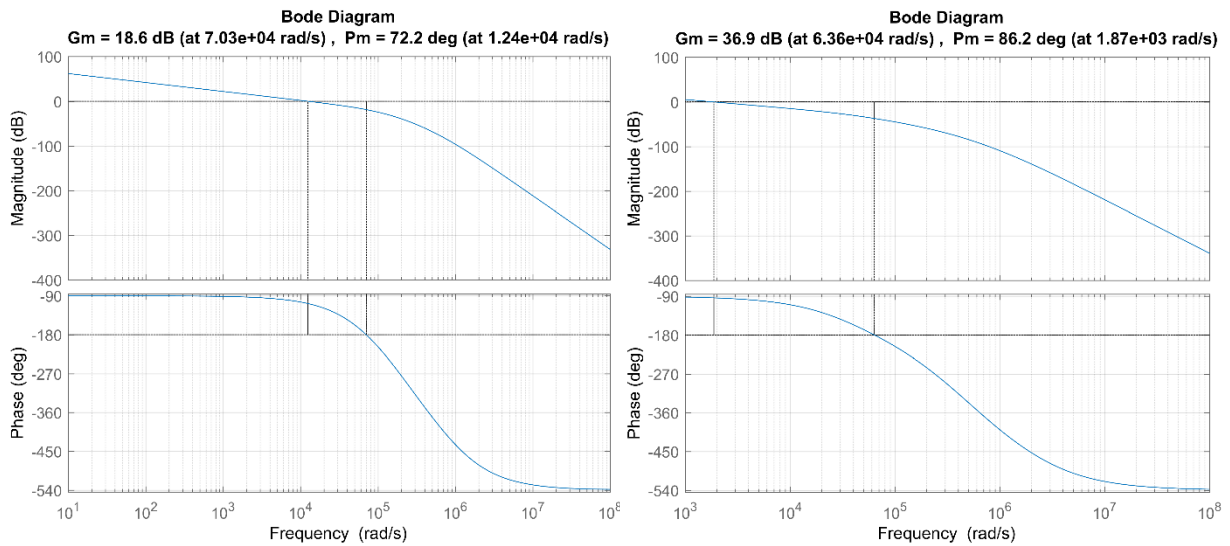 Bode Diagram
Gm = 18.6 dB (at 7.03e+04 rad/s) , Pm = 72.2 deg (at 1.24e+04 rad/s)
100
0
-100
-200
-300
-400
Magnitude (dB)
-90
-180
-270
-360
-450
-540
Phase (deg)
10^1 10^2 10^3 10^4 10^5 10^6 10^7 10^8
Frequency (rad/s)
Bode Diagram
Gm = 36.9 dB (at 6.36e+04 rad/s) , Pm = 86.2 deg (at 1.87e+03 rad/s)
100
0
-100
-200
-300
-400
Magnitude (dB)
-90
-180
-270
-360
-450
-540
Phase (deg)
10^3 10^4 10^5 10^6 10^7 10^8
Frequency (rad/s)